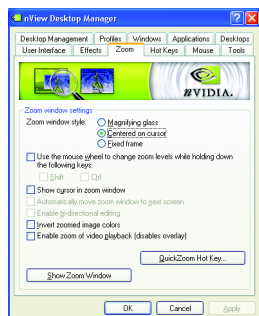 nView Desktop Manager
Desktop Management Profiles Windows Applications Desktops
User Interface Effects Zoom Hot Keys Mouse Tools
NVIDIA.
Zoom window settings
Zoom window style: Magnifying glass
Centered on cursor
Fixed frame
Use the mouse wheel to change zoom levels while holding down
the following keys:
Shift Ctrl
Show cursor in zoom window
Automatically move zoom window to next screen
Enable bi-directional editing
Invert zoomed image colors
Enable zoom of video playback (disables overlay)
QuickZoom Hot Key...
Show Zoom Window
OK Cancel Apply